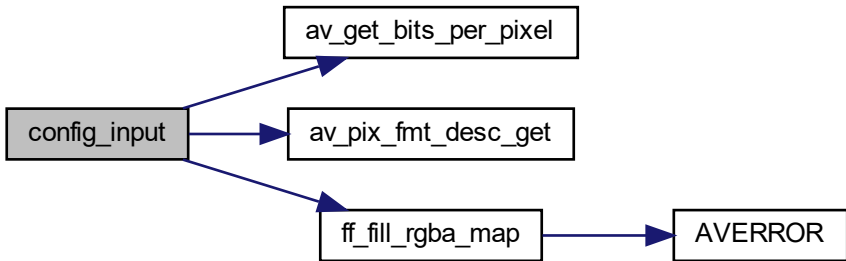 av_get_bits_per_pixel
config_input
av_pix_fmt_desc_get
ff_fill_rgba_map
AVERROR